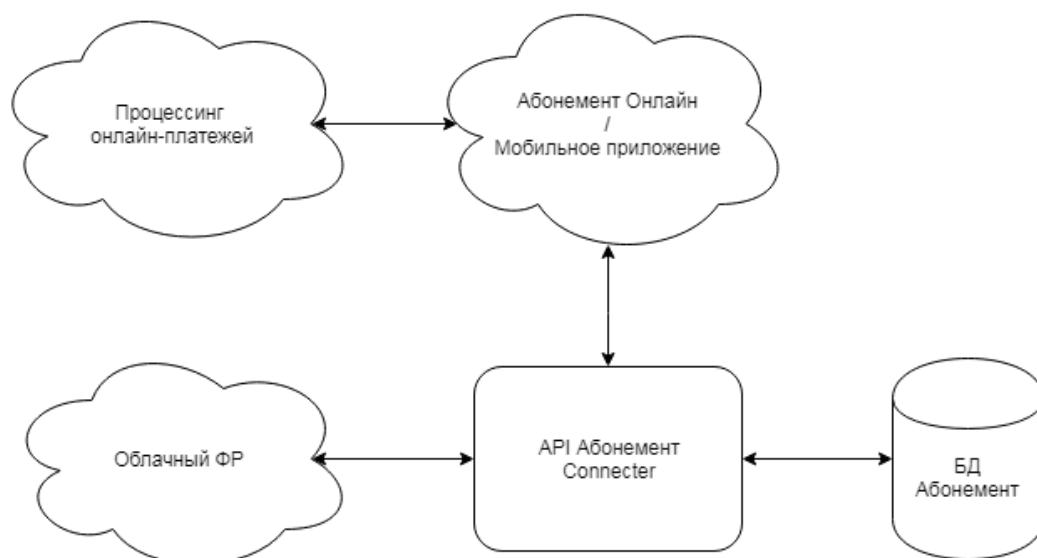 Процессинг
онлайн-платежей
Абонемент Онлайн
/
Мобильное приложение
Облачный ФР
API Абонемент
Connecter
БД
Абонемент